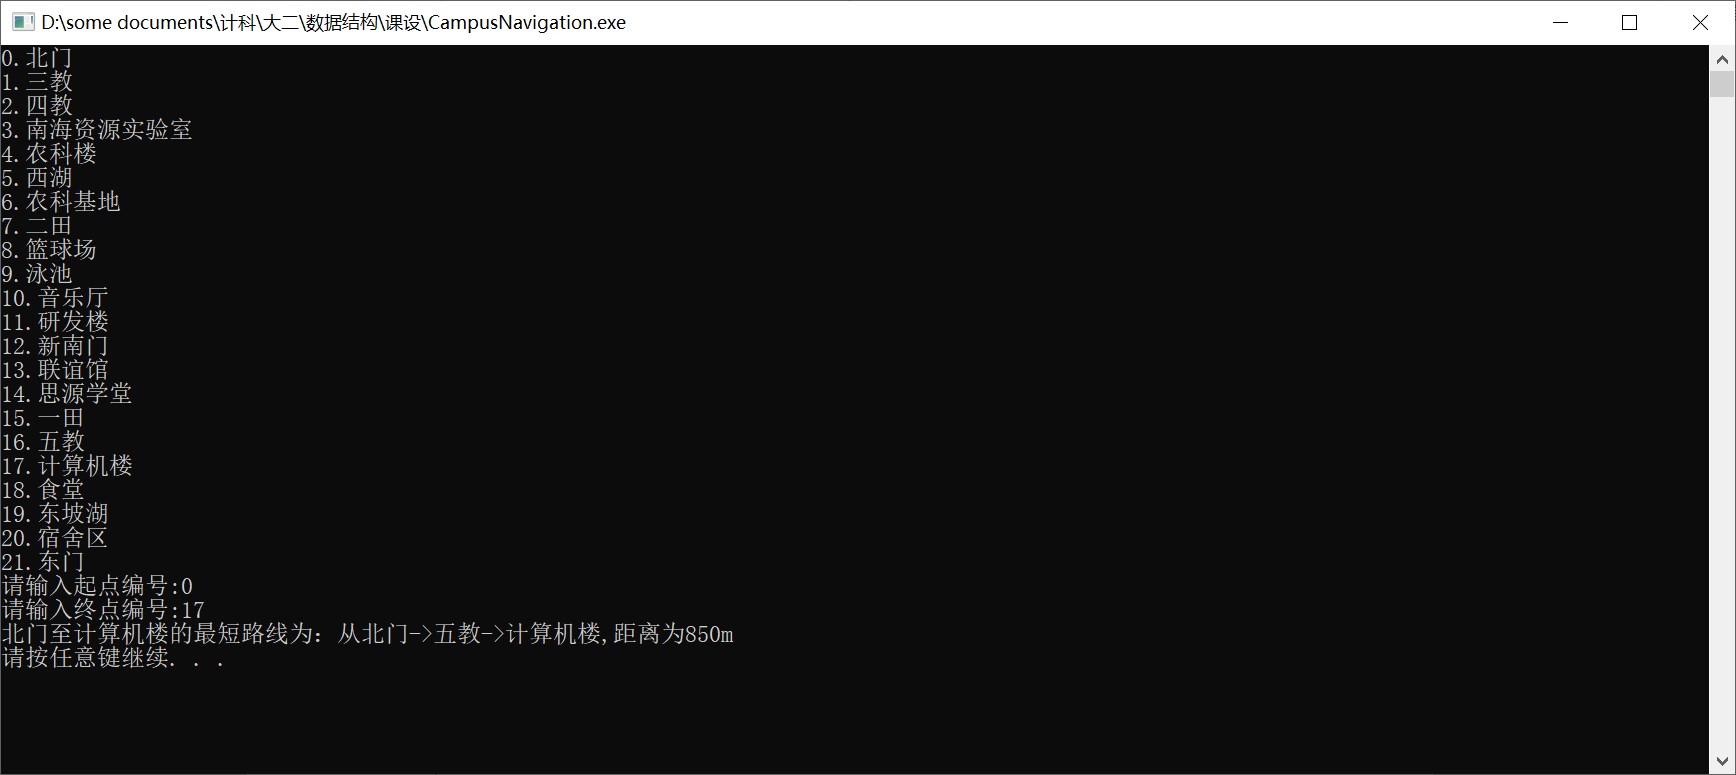 D:\some documents\计科\大二\数据结构\课设\CampusNavigation.exe
0.北门
1.三教
2.四教
3.南海资源实验室
4.农科楼
5.西湖
6.农科基地
7.二田
8.篮球场
9.泳池
10.音乐厅
11.研发楼
12.新南门
13.联谊馆
14.思源学堂
15.一田
16.五教
17.计算机楼
18.食堂
19.东坡湖
20.宿舍区
21.东门
请输入起点编号:0
请输入终点编号:17
北门至计算机楼的最短路线为：从北门->五教->计算机楼,距离为850m
请按任意键继续. . .